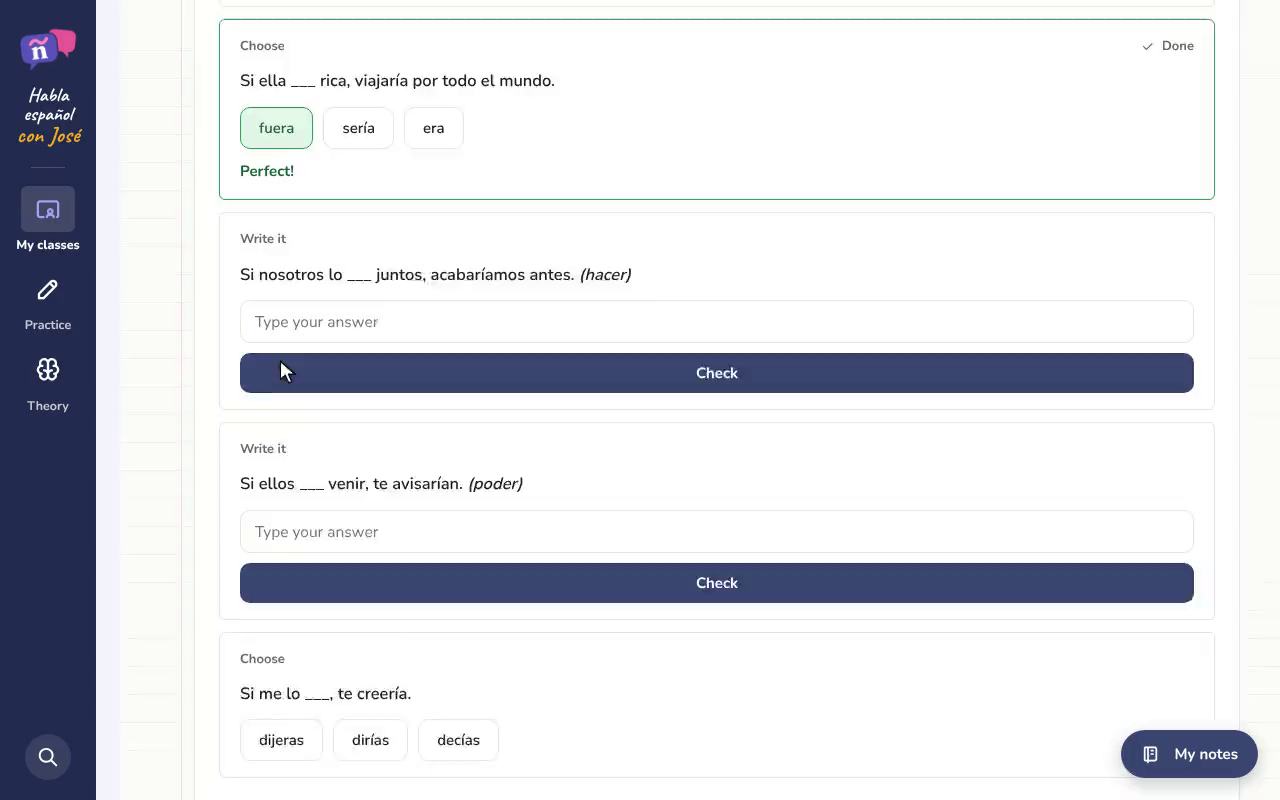 ñ
Habla
español
con José
My classes
Practice
Theory
Choose
Done
Si ella ___ rica, viajaría por todo el mundo.
fuera
sería
era
Perfect!
Write it
Si nosotros lo ___ juntos, acabaríamos antes. (hacer)
Type your answer
Check
Write it
Si ellos ___ venir, te avisarían. (poder)
Type your answer
Check
Choose
Si me lo ___, te creería.
dijeras
dirías
decías
My notes